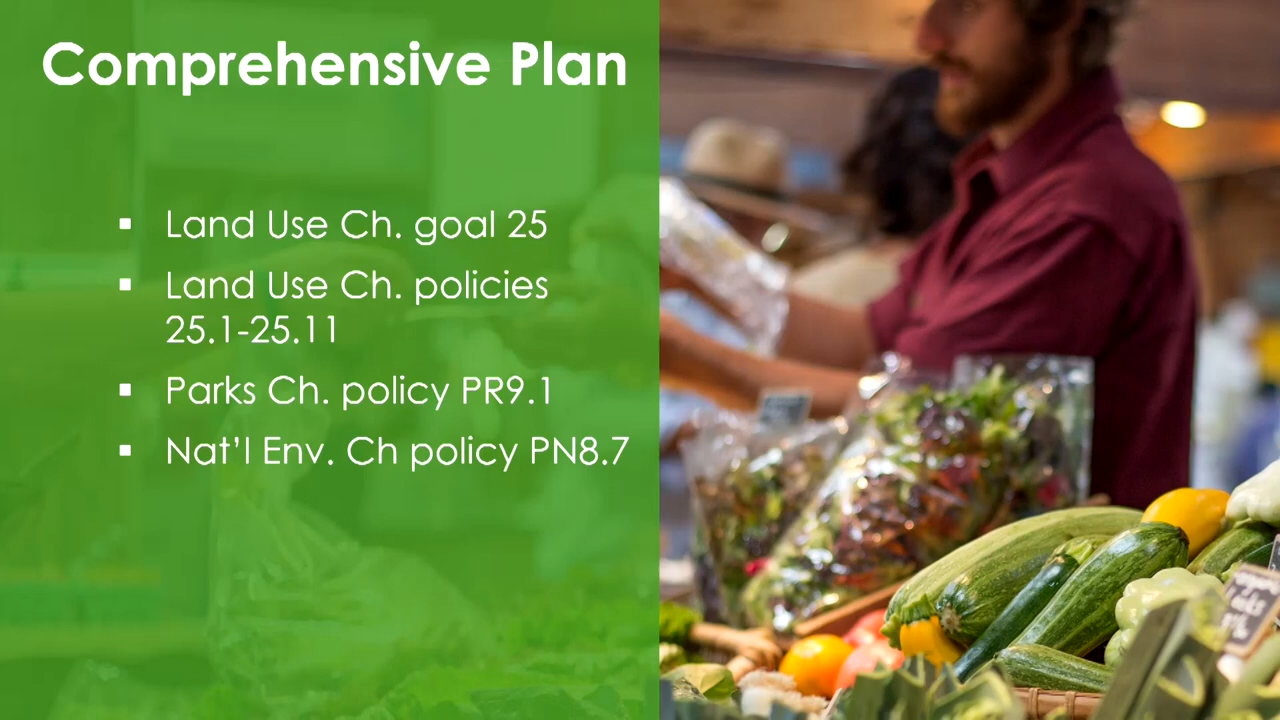 Comprehensive Plan
▪ Land Use Ch. goal 25
▪ Land Use Ch. policies
25.1-25.11
▪ Parks Ch. policy PR9.1
▪ Nat'l Env. Ch policy PN8.7